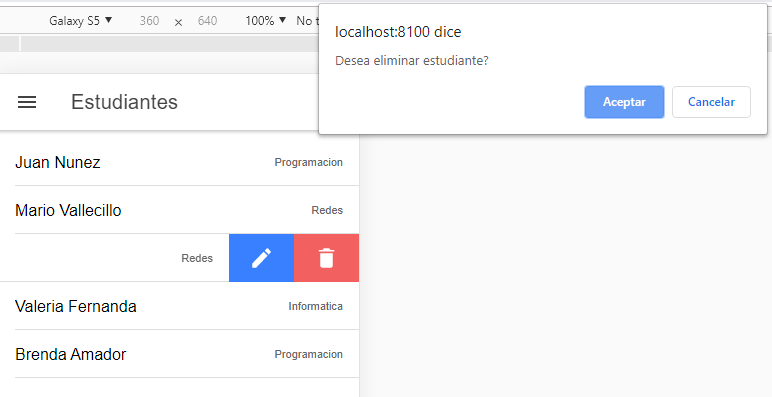 Galaxy S5 ▼ 360 × 640 100% ▼ No t
localhost:8100 dice
Desea eliminar estudiante?
Aceptar Cancelar
Estudiantes
Juan Nunez Programacion
Mario Vallecillo Redes
Redes
Valeria Fernanda Informatica
Brenda Amador Programacion